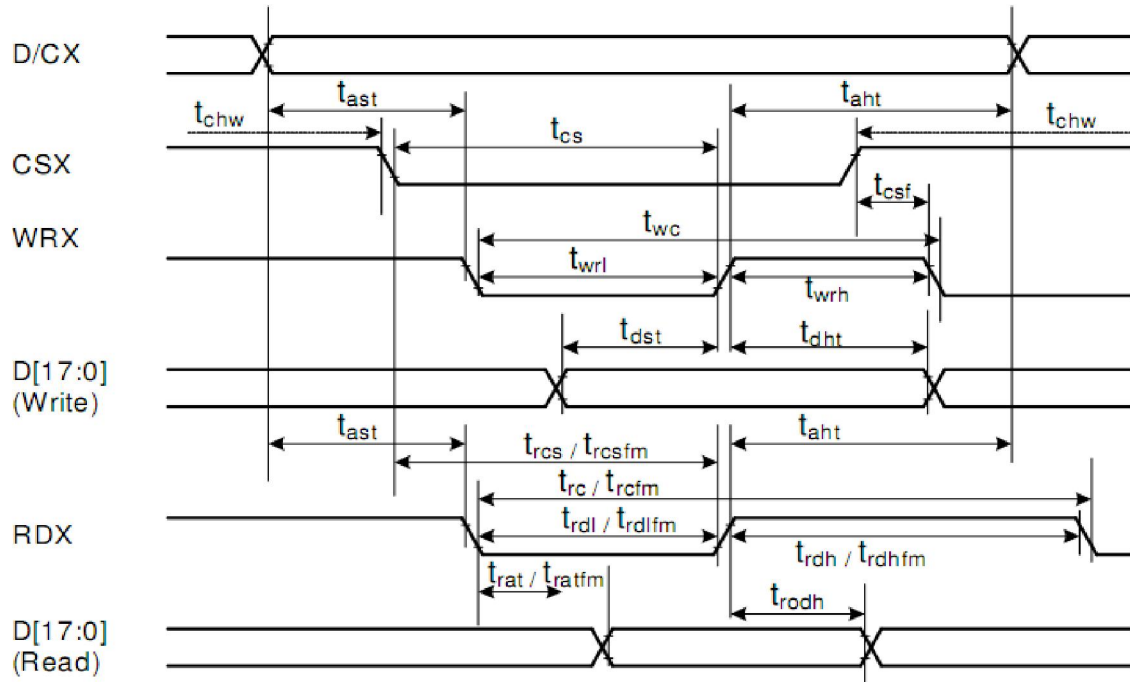 D/CX
t_ast t_aht
t_chw t_chw
t_cs
CSX
t_csf
WRX
t_wc
t_wrl
t_wrh
t_dst t_dht
D[17:0]
(Write)
t_ast t_aht
t_rcs / t_rcsfm
t_rc / t_rcfm
RDX
t_rdl / t_rdlfm
t_rdh / t_rdhfm
t_rat / t_ratfm
t_rodh
D[17:0]
(Read)